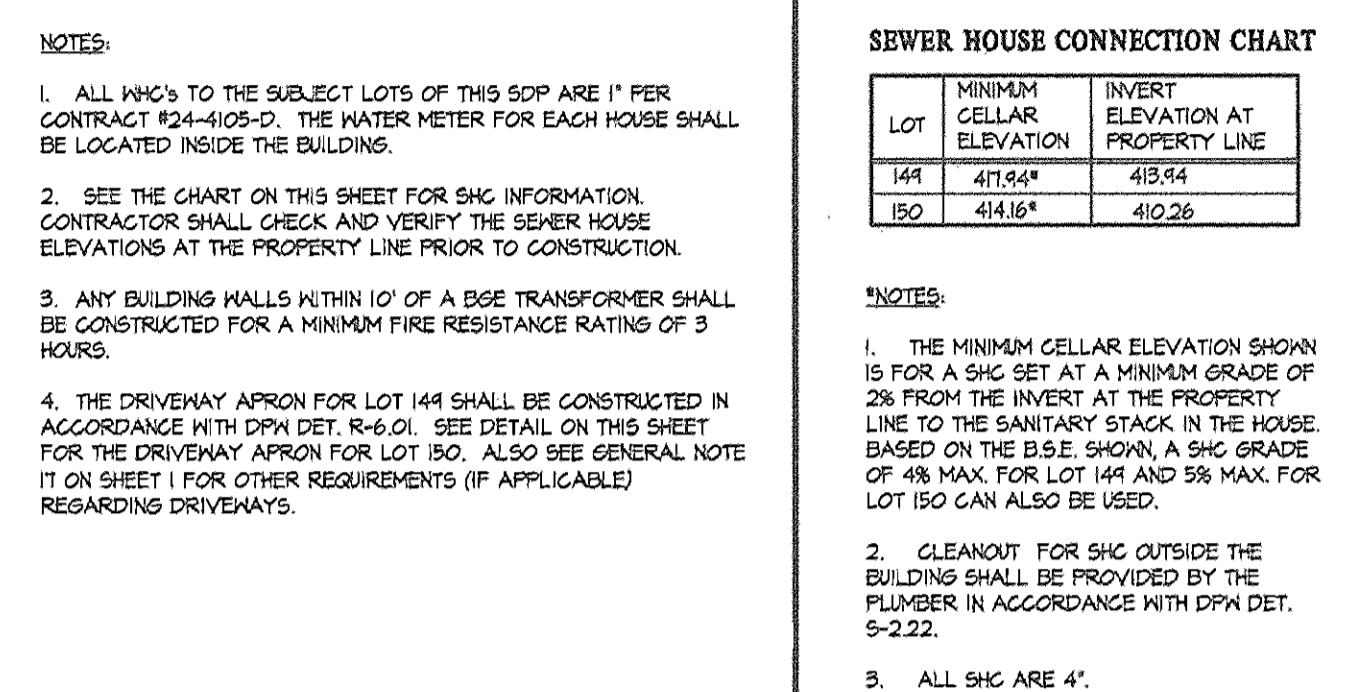 NOTES:
1. ALL WHC's TO THE SUBJECT LOTS OF THIS SDP ARE 1" PER
CONTRACT #24-4105-D. THE WATER METER FOR EACH HOUSE SHALL
BE LOCATED INSIDE THE BUILDING.
2. SEE THE CHART ON THIS SHEET FOR SHC INFORMATION.
CONTRACTOR SHALL CHECK AND VERIFY THE SEWER HOUSE
ELEVATIONS AT THE PROPERTY LINE PRIOR TO CONSTRUCTION.
3. ANY BUILDING WALLS WITHIN 10' OF A BGE TRANSFORMER SHALL
BE CONSTRUCTED FOR A MINIMUM FIRE RESISTANCE RATING OF 3
HOURS.
4. THE DRIVEWAY APRON FOR LOT 149 SHALL BE CONSTRUCTED IN
ACCORDANCE WITH DPW DET. R-6.01. SEE DETAIL ON THIS SHEET
FOR THE DRIVEWAY APRON FOR LOT 150. ALSO SEE GENERAL NOTE
17 ON SHEET 1 FOR OTHER REQUIREMENTS (IF APPLICABLE)
REGARDING DRIVEWAYS.
SEWER HOUSE CONNECTION CHART
LOT
MINIMUM
CELLAR
ELEVATION
INVERT
ELEVATION AT
PROPERTY LINE
149 417.94* 413.94
150 414.16* 410.26
*NOTES:
1. THE MINIMUM CELLAR ELEVATION SHOWN
IS FOR A SHC SET AT A MINIMUM GRADE OF
2% FROM THE INVERT AT THE PROPERTY
LINE TO THE SANITARY STACK IN THE HOUSE.
BASED ON THE B.S.E. SHOWN, A SHC GRADE
OF 4% MAX. FOR LOT 149 AND 5% MAX. FOR
LOT 150 CAN ALSO BE USED.
2. CLEANOUT FOR SHC OUTSIDE THE
BUILDING SHALL BE PROVIDED BY THE
PLUMBER IN ACCORDANCE WITH DPW DET.
S-2.22.
3. ALL SHC ARE 4".